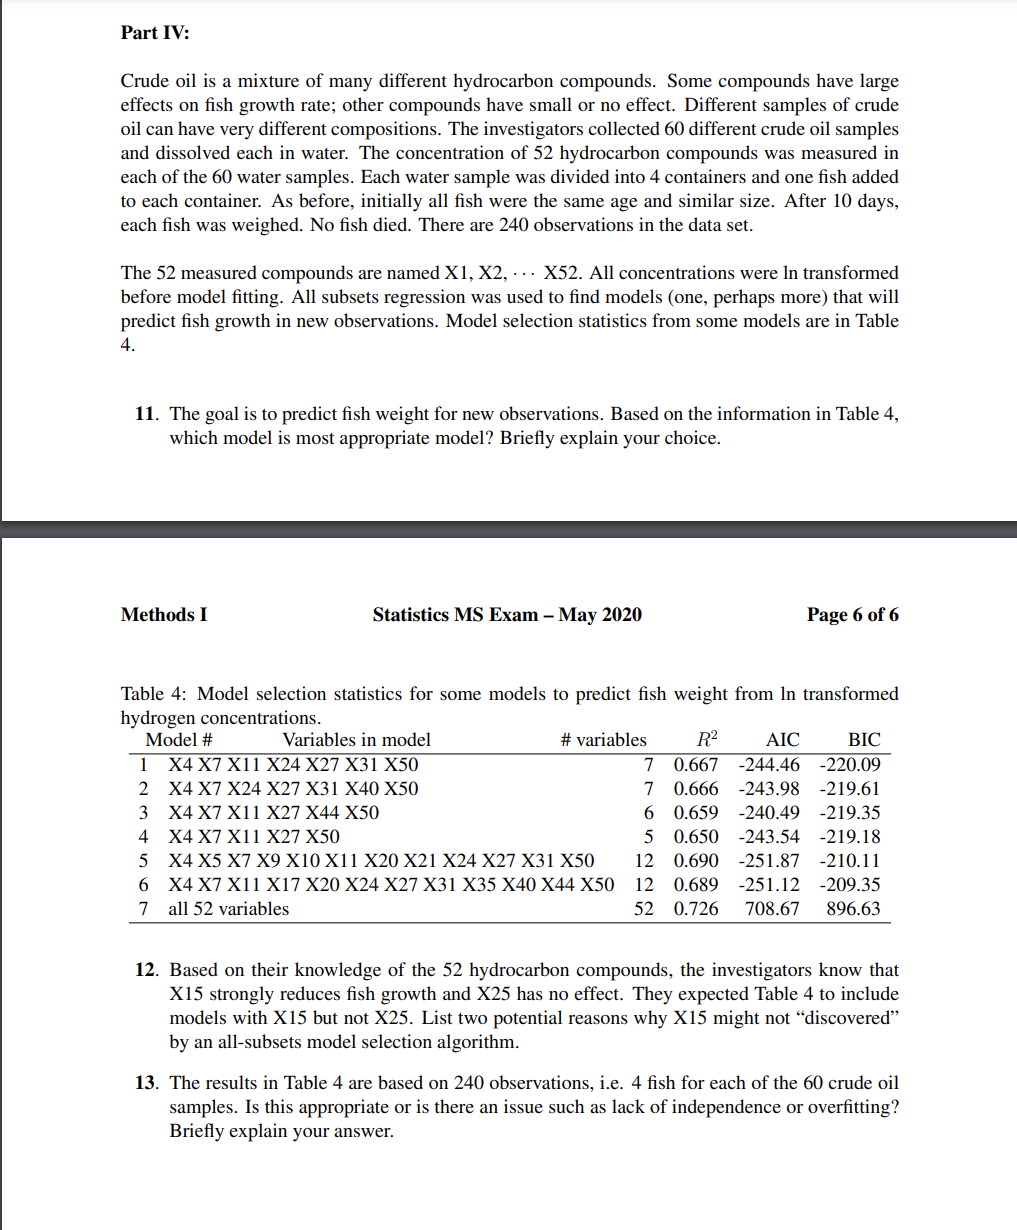 Part IV:
Crude oil is a mixture of many different hydrocarbon compounds. Some compounds have large
effects on fish growth rate; other compounds have small or no effect. Different samples of crude
oil can have very different compositions. The investigators collected 60 different crude oil samples
and dissolved each in water. The concentration of 52 hydrocarbon compounds was measured in
each of the 60 water samples. Each water sample was divided into 4 containers and one fish added
to each container. As before, initially all fish were the same age and similar size. After 10 days,
each fish was weighed. No fish died. There are 240 observations in the data set.
The 52 measured compounds are named X1, X2, ··· X52. All concentrations were ln transformed
before model fitting. All subsets regression was used to find models (one, perhaps more) that will
predict fish growth in new observations. Model selection statistics from some models are in Table
4.
11. The goal is to predict fish weight for new observations. Based on the information in Table 4,
which model is most appropriate model? Briefly explain your choice.
Methods I Statistics MS Exam – May 2020 Page 6 of 6
Table 4: Model selection statistics for some models to predict fish weight from ln transformed
hydrogen concentrations.
Model # Variables in model # variables R² AIC BIC
1 X4 X7 X11 X24 X27 X31 X50 7 0.667 -244.46 -220.09
2 X4 X7 X24 X27 X31 X40 X50 7 0.666 -243.98 -219.61
3 X4 X7 X11 X27 X44 X50 6 0.659 -240.49 -219.35
4 X4 X7 X11 X27 X50 5 0.650 -243.54 -219.18
5 X4 X5 X7 X9 X10 X11 X20 X21 X24 X27 X31 X50 12 0.690 -251.87 -210.11
6 X4 X7 X11 X17 X20 X24 X27 X31 X35 X40 X44 X50 12 0.689 -251.12 -209.35
7 all 52 variables 52 0.726 708.67 896.63
12. Based on their knowledge of the 52 hydrocarbon compounds, the investigators know that
X15 strongly reduces fish growth and X25 has no effect. They expected Table 4 to include
models with X15 but not X25. List two potential reasons why X15 might not “discovered”
by an all-subsets model selection algorithm.
13. The results in Table 4 are based on 240 observations, i.e. 4 fish for each of the 60 crude oil
samples. Is this appropriate or is there an issue such as lack of independence or overfitting?
Briefly explain your answer.